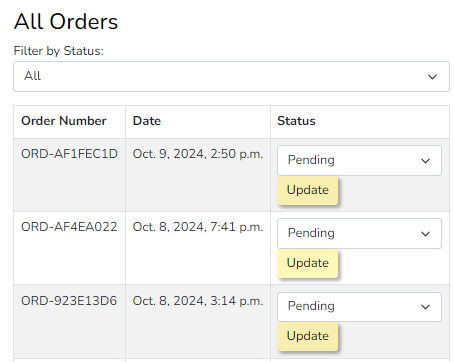 All Orders
Filter by Status:
All
Order Number Date Status
ORD-AF1FEC1D Oct. 9, 2024, 2:50 p.m. Pending
Update
ORD-AF4EA022 Oct. 8, 2024, 7:41 p.m. Pending
Update
ORD-923E13D6 Oct. 8, 2024, 3:14 p.m. Pending
Update